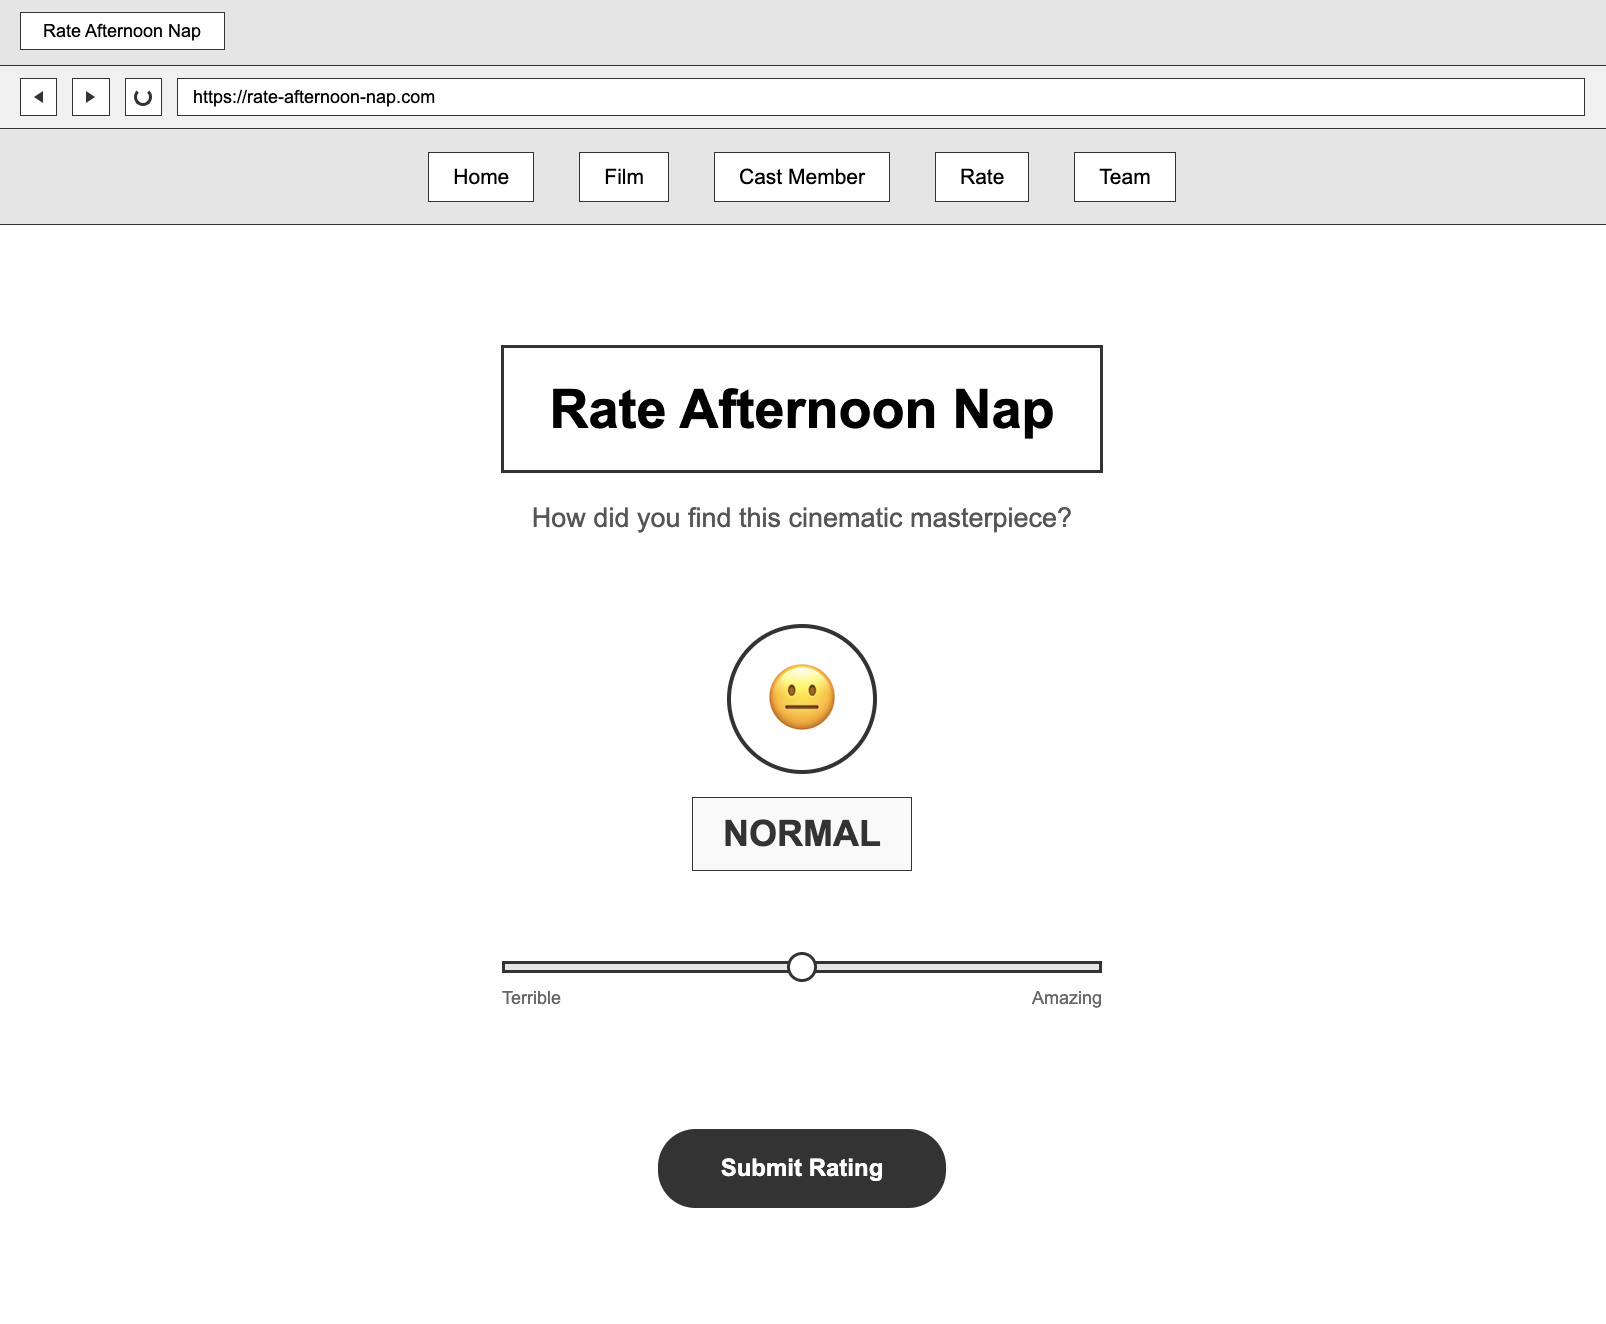 Rate Afternoon Nap
https://rate-afternoon-nap.com
Home Film Cast Member Rate Team
Rate Afternoon Nap
How did you find this cinematic masterpiece?
NORMAL
Terrible Amazing
Submit Rating